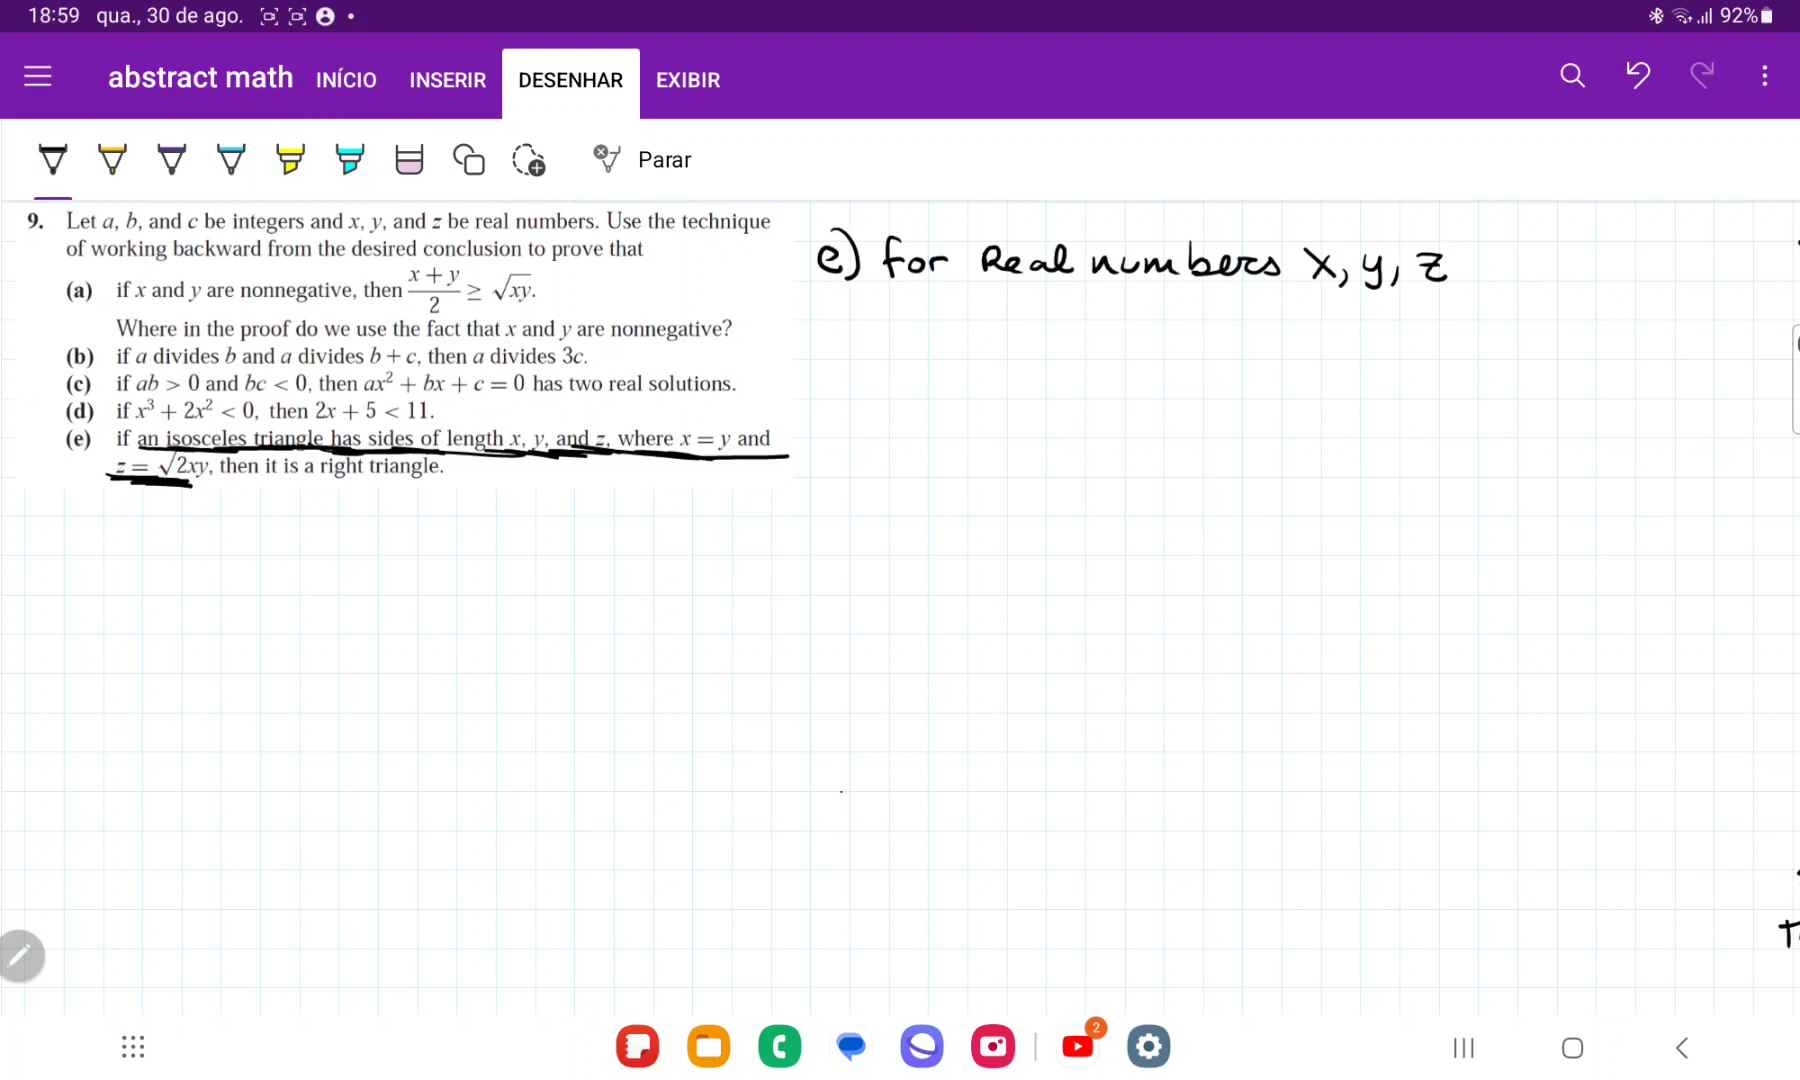 18:59 qua., 30 de ago. 92%
abstract math INÍCIO INSERIR DESENHAR EXIBIR
Parar
9. Let a, b, and c be integers and x, y, and z be real numbers. Use the technique
of working backward from the desired conclusion to prove that
(a) if x and y are nonnegative, then (x + y)/2 ≥ √xy.
Where in the proof do we use the fact that x and y are nonnegative?
(b) if a divides b and a divides b + c, then a divides 3c.
(c) if ab > 0 and bc < 0, then ax² + bx + c = 0 has two real solutions.
(d) if x³ + 2x² < 0, then 2x + 5 < 11.
(e) if an isosceles triangle has sides of length x, y, and z, where x = y and
z = √2xy, then it is a right triangle.
e) for Real numbers x, y, z
2